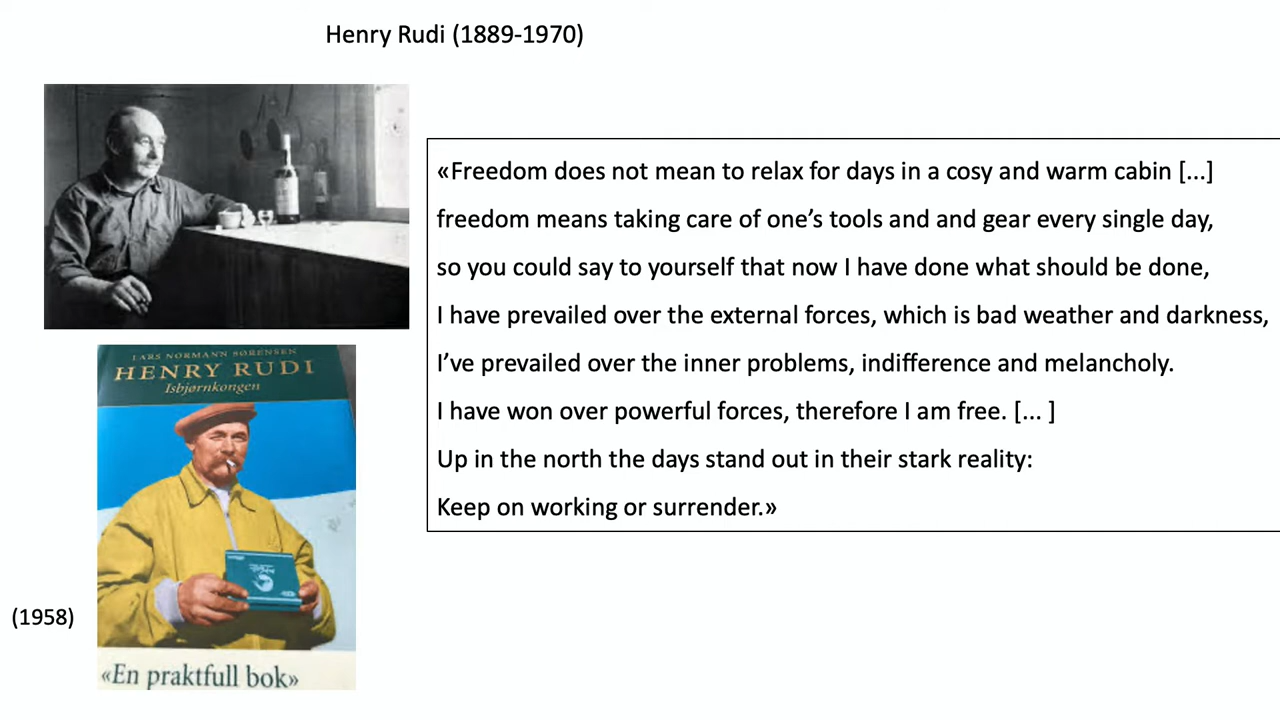 Henry Rudi (1889-1970)
«Freedom does not mean to relax for days in a cosy and warm cabin [...]
freedom means taking care of one’s tools and and gear every single day,
so you could say to yourself that now I have done what should be done,
I have prevailed over the external forces, which is bad weather and darkness,
I’ve prevailed over the inner problems, indifference and melancholy.
I have won over powerful forces, therefore I am free. [... ]
Up in the north the days stand out in their stark reality:
Keep on working or surrender.»
LARS NORMANN SØRENSEN
HENRY RUDI
Isbjørnkongen
(1958)
«En praktfull bok»